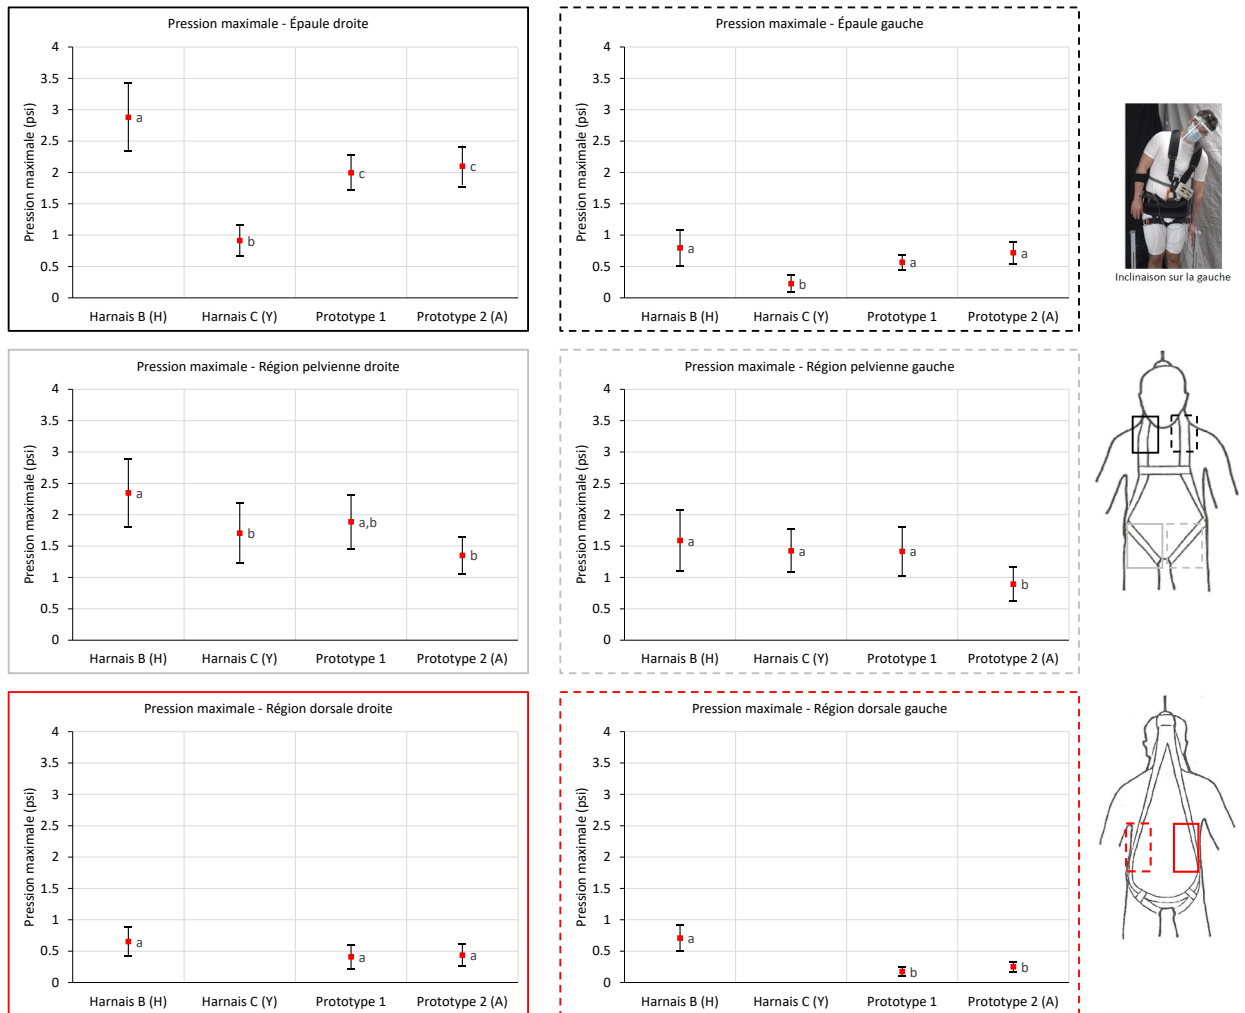 Pression maximale - Épaule droite
Pression maximale (psi)
4
3.5
3
2.5
2
1.5
1
0.5
0
a
b
c
c
Harnais B (H) Harnais C (Y) Prototype 1 Prototype 2 (A)
Pression maximale - Épaule gauche
Pression maximale (psi)
4
3.5
3
2.5
2
1.5
1
0.5
0
a
b
a
a
Harnais B (H) Harnais C (Y) Prototype 1 Prototype 2 (A)
Inclinaison sur la gauche
Pression maximale - Région pelvienne droite
Pression maximale (psi)
4
3.5
3
2.5
2
1.5
1
0.5
0
a
b
a,b
b
Harnais B (H) Harnais C (Y) Prototype 1 Prototype 2 (A)
Pression maximale - Région pelvienne gauche
Pression maximale (psi)
4
3.5
3
2.5
2
1.5
1
0.5
0
a
a
a
b
Harnais B (H) Harnais C (Y) Prototype 1 Prototype 2 (A)
Pression maximale - Région dorsale droite
Pression maximale (psi)
4
3.5
3
2.5
2
1.5
1
0.5
0
a
a
a
Harnais B (H) Harnais C (Y) Prototype 1 Prototype 2 (A)
Pression maximale - Région dorsale gauche
Pression maximale (psi)
4
3.5
3
2.5
2
1.5
1
0.5
0
a
b
b
Harnais B (H) Harnais C (Y) Prototype 1 Prototype 2 (A)